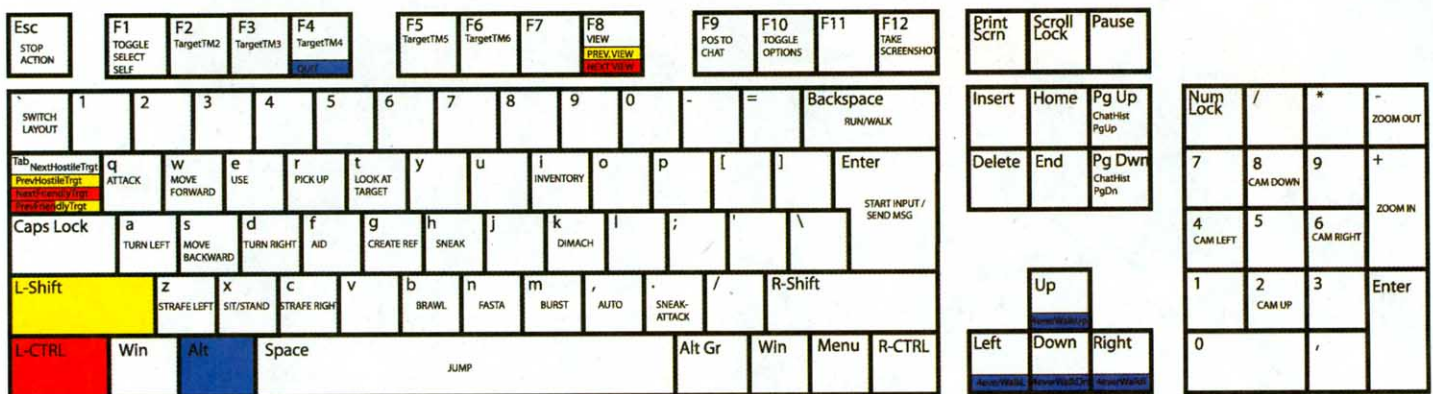 Esc
STOP
ACTION
F1
TOGGLE
SELECT
SELF
F2
TargetTM2
F3
TargetTM3
F4
TargetTM4
QUIT
F5
TargetTM5
F6
TargetTM6
F7
F8
VIEW
PREV.VIEW
NEXT VIEW
F9
POS TO
CHAT
F10
TOGGLE
OPTIONS
F11
F12
TAKE
SCREENSHOT
Print
Scrn
Scroll
Lock
Pause
`
SWITCH
LAYOUT
1
2
3
4
5
6
7
8
9
0
-
=
Backspace
RUN/WALK
Insert
Home
Pg Up
ChatHist
PgUp
Num
Lock
/
*
-
ZOOM OUT
Tab
NextHostileTrgt
PrevHostileTrgt
NextFriendlyTrgt
PrevFriendlyTrgt
q
ATTACK
w
MOVE
FORWARD
e
USE
r
PICK UP
t
LOOK AT
TARGET
y
u
i
INVENTORY
o
p
[
]
Enter
START INPUT /
SEND MSG
Delete
End
Pg Dwn
ChatHist
PgDn
7
8
CAM DOWN
9
+
ZOOM IN
Caps Lock
a
TURN LEFT
s
MOVE
BACKWARD
d
TURN RIGHT
f
AID
g
CREATE REF
h
SNEAK
j
k
DIMACH
l
;
'
\
4
CAM LEFT
5
6
CAM RIGHT
L-Shift
z
STRAFE LEFT
x
SIT/STAND
c
STRAFE RIGH
v
b
BRAWL
n
FASTA
m
BURST
,
AUTO
.
SNEAK-
ATTACK
/
R-Shift
Up
4everWalkUp
1
2
CAM UP
3
Enter
L-CTRL
Win
Alt
Space
JUMP
Alt Gr
Win
Menu
R-CTRL
Left
4everWalkL
Down
4everWalkDn
Right
4everWalkR
0
,